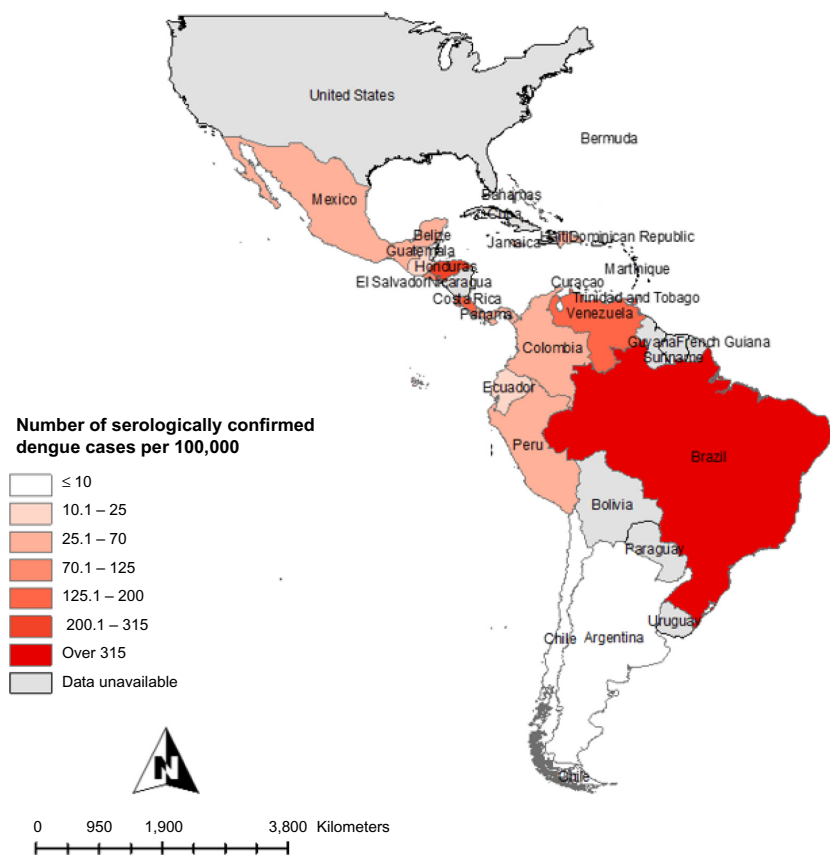 United States
Bermuda
Bahamas
Mexico
Cuba
Belize
Jamaica
Haiti
Dominican Republic
Guatemala
Honduras
Martinique
El Salvador
Nicaragua
Curaçao
Costa Rica
Trinidad and Tobago
Panama
Venezuela
Guyana
French Guiana
Colombia
Suriname
Ecuador
Number of serologically confirmed
dengue cases per 100,000
Peru
Brazil
≤ 10
10.1 – 25
Bolivia
25.1 – 70
70.1 – 125
Paraguay
125.1 – 200
200.1 – 315
Uruguay
Chile
Argentina
Over 315
Data unavailable
N
Chile
0 950 1,900 3,800 Kilometers